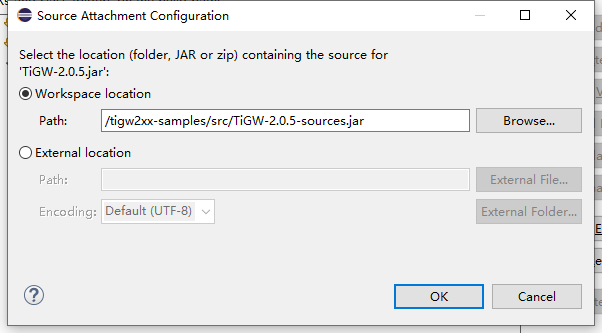 Source Attachment Configuration
Select the location (folder, JAR or zip) containing the source for
'TiGW-2.0.5.jar':
Workspace location
Path: /tigw2xx-samples/src/TiGW-2.0.5-sources.jar Browse...
External location
Path: External File...
Encoding: Default (UTF-8) External Folder...
? OK Cancel